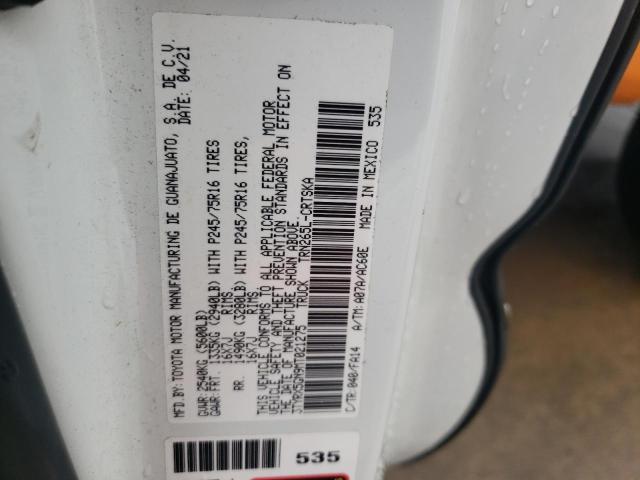 MFD.BY:TOYOTA MOTOR MANUFACTURING DE GUANAJUATO, S.A. DE C.V.
DATE: 04/21
GVWR: 2540KG (5600LB)
GAWR: FRT. 1335KG (2940LB) WITH P245/75R16 TIRES,
16X7J RIMS
RR. 1490KG (3280LB) WITH P245/75R16 TIRES,
16X7J RIMS
THIS VEHICLE CONFORMS TO ALL APPLICABLE FEDERAL MOTOR
VEHICLE SAFETY AND THEFT PREVENTION STANDARDS IN EFFECT ON
THE DATE OF MANUFACTURE SHOWN ABOVE.
TRUCK TRN265L-CRTSKA
C/TR: 040/FA14 A/TM: A07A/AC60E MADE IN MEXICO 535
535